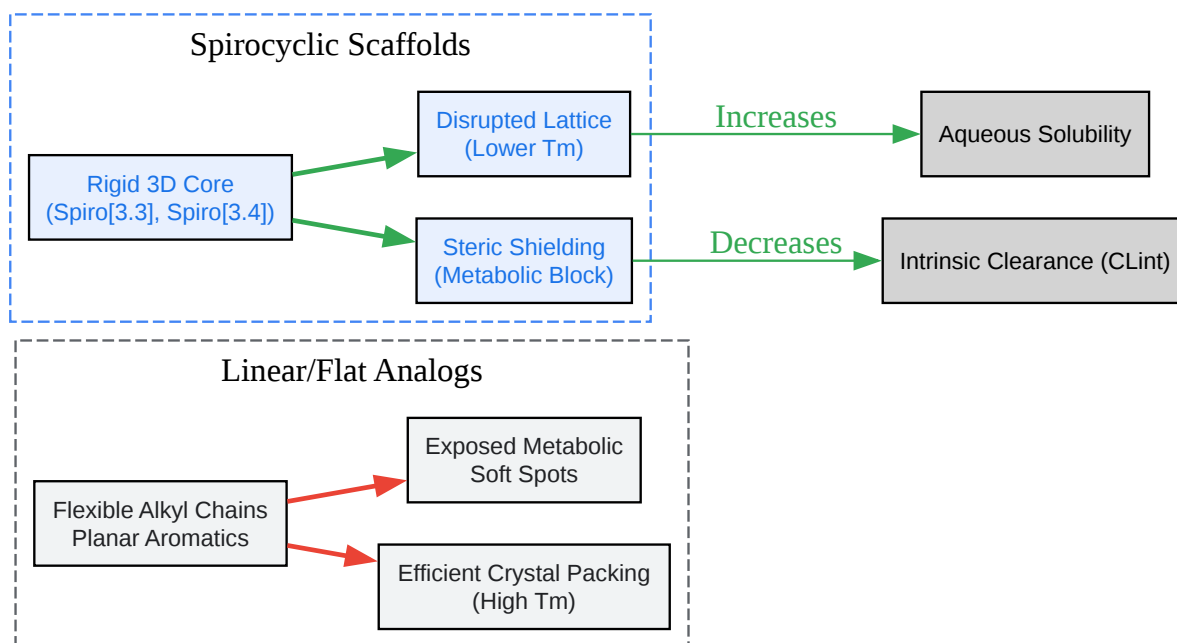 Spirocyclic Scaffolds
Disrupted Lattice
(Lower Tm)
Increases
Aqueous Solubility
Rigid 3D Core
(Spiro[3.3], Spiro[3.4])
Steric Shielding
(Metabolic Block)
Decreases
Intrinsic Clearance (CLint)
Linear/Flat Analogs
Exposed Metabolic
Soft Spots
Flexible Alkyl Chains
Planar Aromatics
Efficient Crystal Packing
(High Tm)